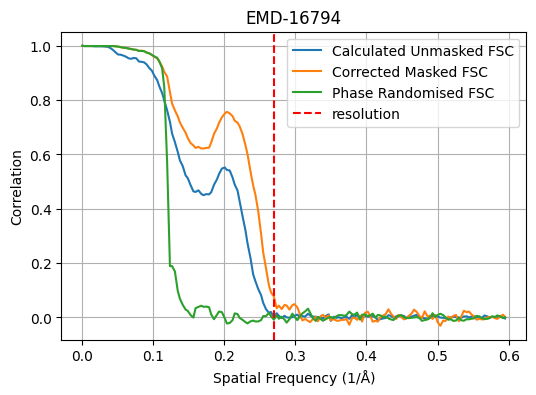 EMD-16794
Calculated Unmasked FSC
Corrected Masked FSC
Phase Randomised FSC
resolution
Correlation
1.0
0.8
0.6
0.4
0.2
0.0
0.0 0.1 0.2 0.3 0.4 0.5 0.6
Spatial Frequency (1/Å)